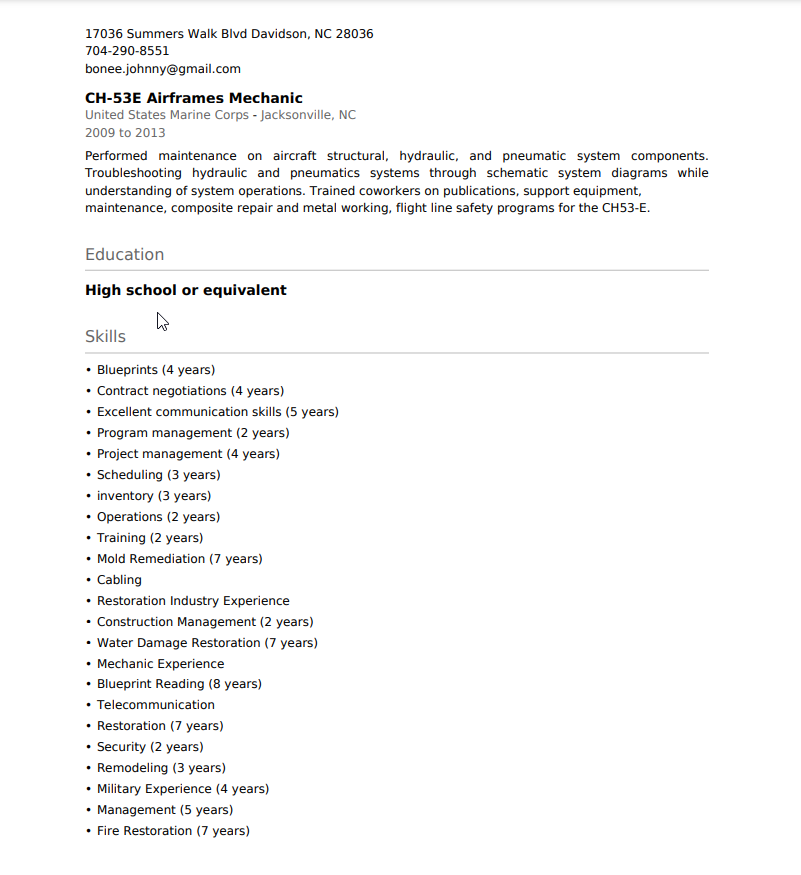 17036 Summers Walk Blvd Davidson, NC 28036
704-290-8551
bonee.johnny@gmail.com
CH-53E Airframes Mechanic
United States Marine Corps - Jacksonville, NC
2009 to 2013
Performed maintenance on aircraft structural, hydraulic, and pneumatic system components.
Troubleshooting hydraulic and pneumatics systems through schematic system diagrams while
understanding of system operations. Trained coworkers on publications, support equipment,
maintenance, composite repair and metal working, flight line safety programs for the CH53-E.
Education
High school or equivalent
Skills
• Blueprints (4 years)
• Contract negotiations (4 years)
• Excellent communication skills (5 years)
• Program management (2 years)
• Project management (4 years)
• Scheduling (3 years)
• inventory (3 years)
• Operations (2 years)
• Training (2 years)
• Mold Remediation (7 years)
• Cabling
• Restoration Industry Experience
• Construction Management (2 years)
• Water Damage Restoration (7 years)
• Mechanic Experience
• Blueprint Reading (8 years)
• Telecommunication
• Restoration (7 years)
• Security (2 years)
• Remodeling (3 years)
• Military Experience (4 years)
• Management (5 years)
• Fire Restoration (7 years)